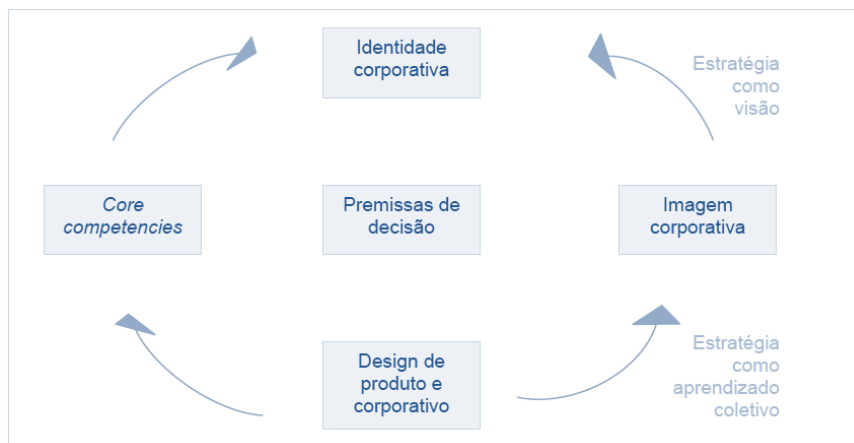 Identidade
corporativa
Estratégia
como
visão
Core
competencies
Premissas de
decisão
Imagem
corporativa
Design de
produto e
corporativo
Estratégia
como
aprendizado
coletivo